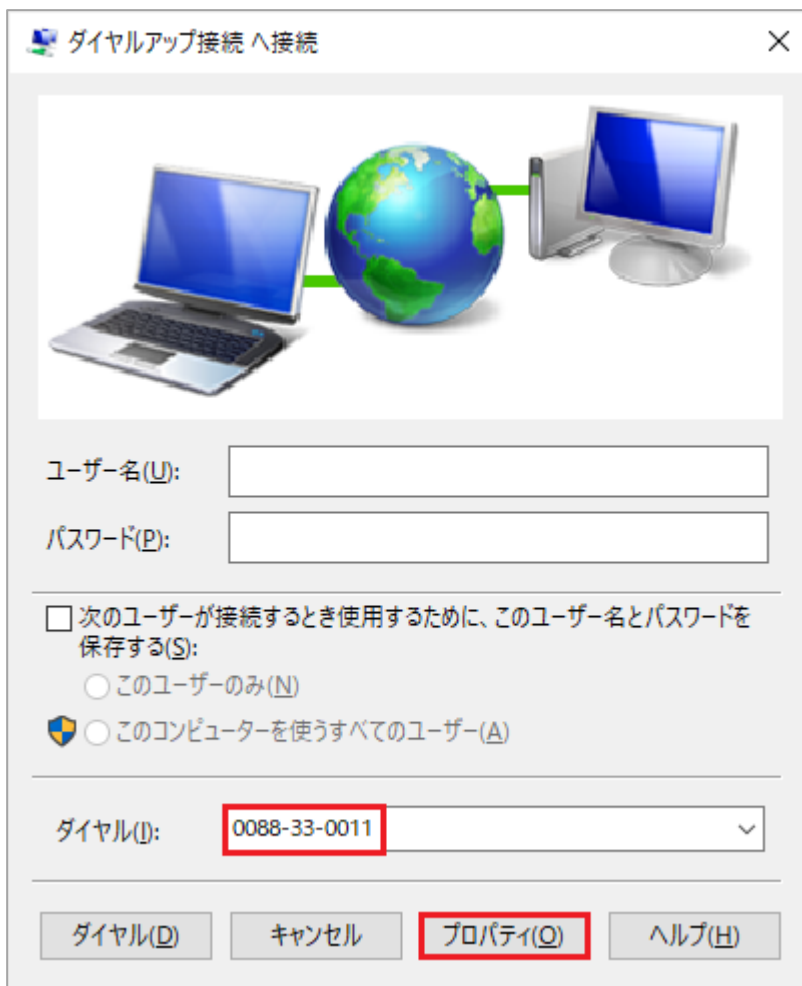 ダイヤルアップ接続 へ接続
ユーザー名(U):
パスワード(P):
次のユーザーが接続するとき使用するために、このユーザー名とパスワードを
保存する(S):
このユーザーのみ(N)
このコンピューターを使うすべてのユーザー(A)
ダイヤル(I): 0088-33-0011
ダイヤル(D) キャンセル プロパティ(O) ヘルプ(H)